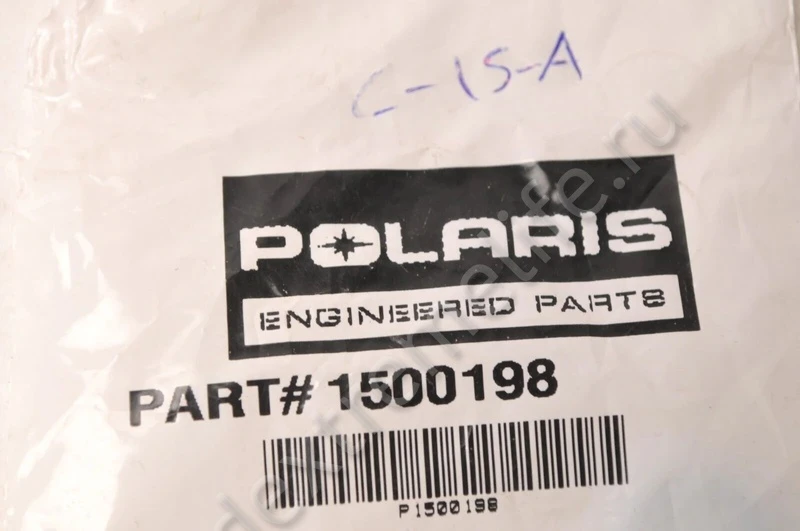 C-15-A
POLARIS
ENGINEERED PARTS
PART# 1500198
P1500198